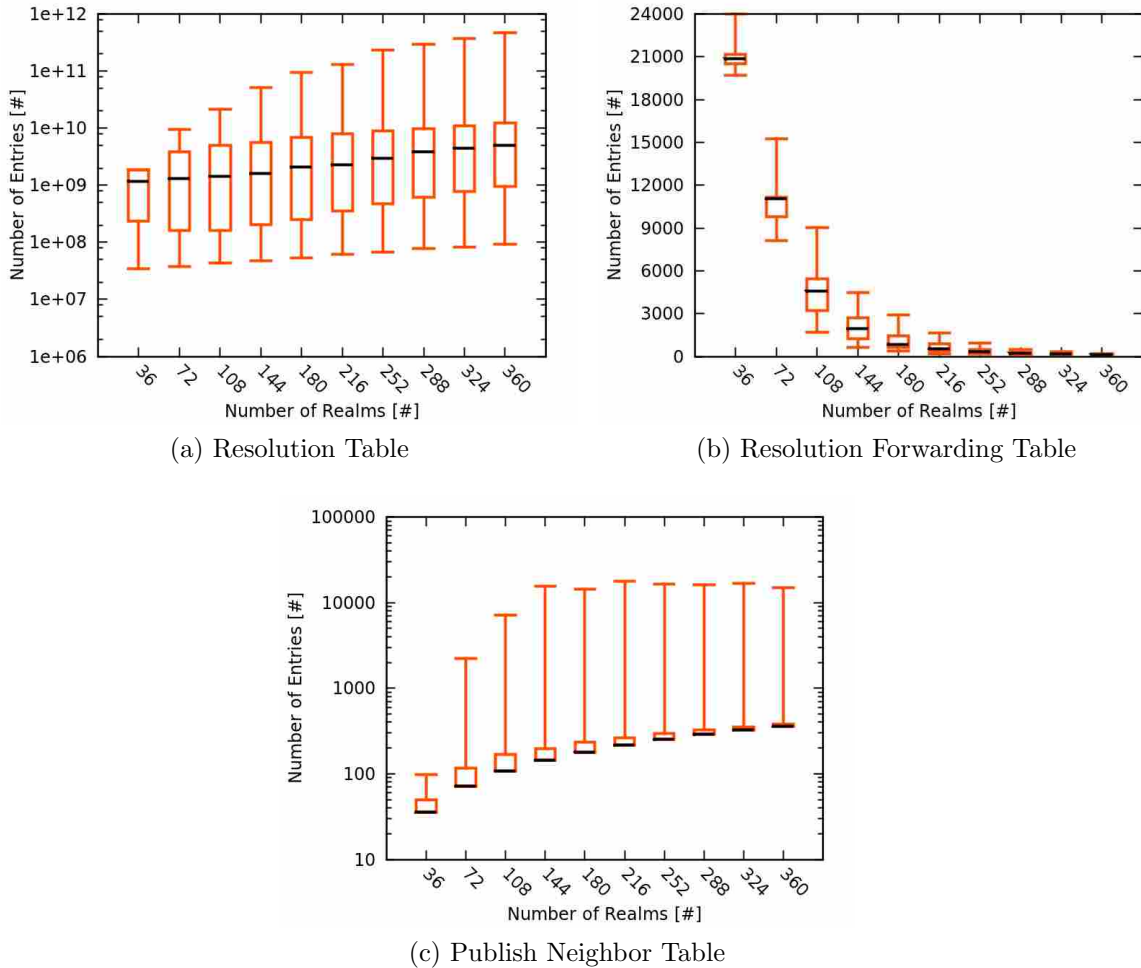 1e+12
1e+11
1e+10
1e+09
1e+08
1e+07
1e+06
Number of Entries [#]
36 72 108 144 180 216 252 288 324 360
Number of Realms [#]
(a) Resolution Table
24000
21000
18000
15000
12000
9000
6000
3000
0
Number of Entries [#]
36 72 108 144 180 216 252 288 324 360
Number of Realms [#]
(b) Resolution Forwarding Table
100000
10000
1000
100
10
Number of Entries [#]
36 72 108 144 180 216 252 288 324 360
Number of Realms [#]
(c) Publish Neighbor Table